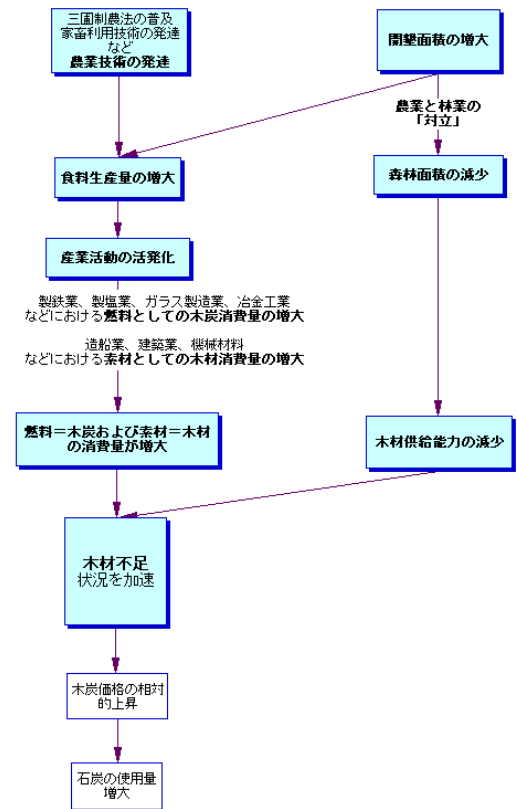 三圃制農法の普及
家畜利用技術の発達
など
農業技術の発達
開墾面積の増大
農業と林業の
「対立」
食料生産量の増大
森林面積の減少
産業活動の活発化
製鉄業、製塩業、ガラス製造業、冶金工業
などにおける燃料としての木炭消費量の増大
造船業、建築業、機械材料
などにおける素材としての木材消費量の増大
燃料＝木炭および素材＝木材
の消費量が増大
木材供給能力の減少
木材不足
状況を加速
木炭価格の相対
的上昇
石炭の使用量
増大